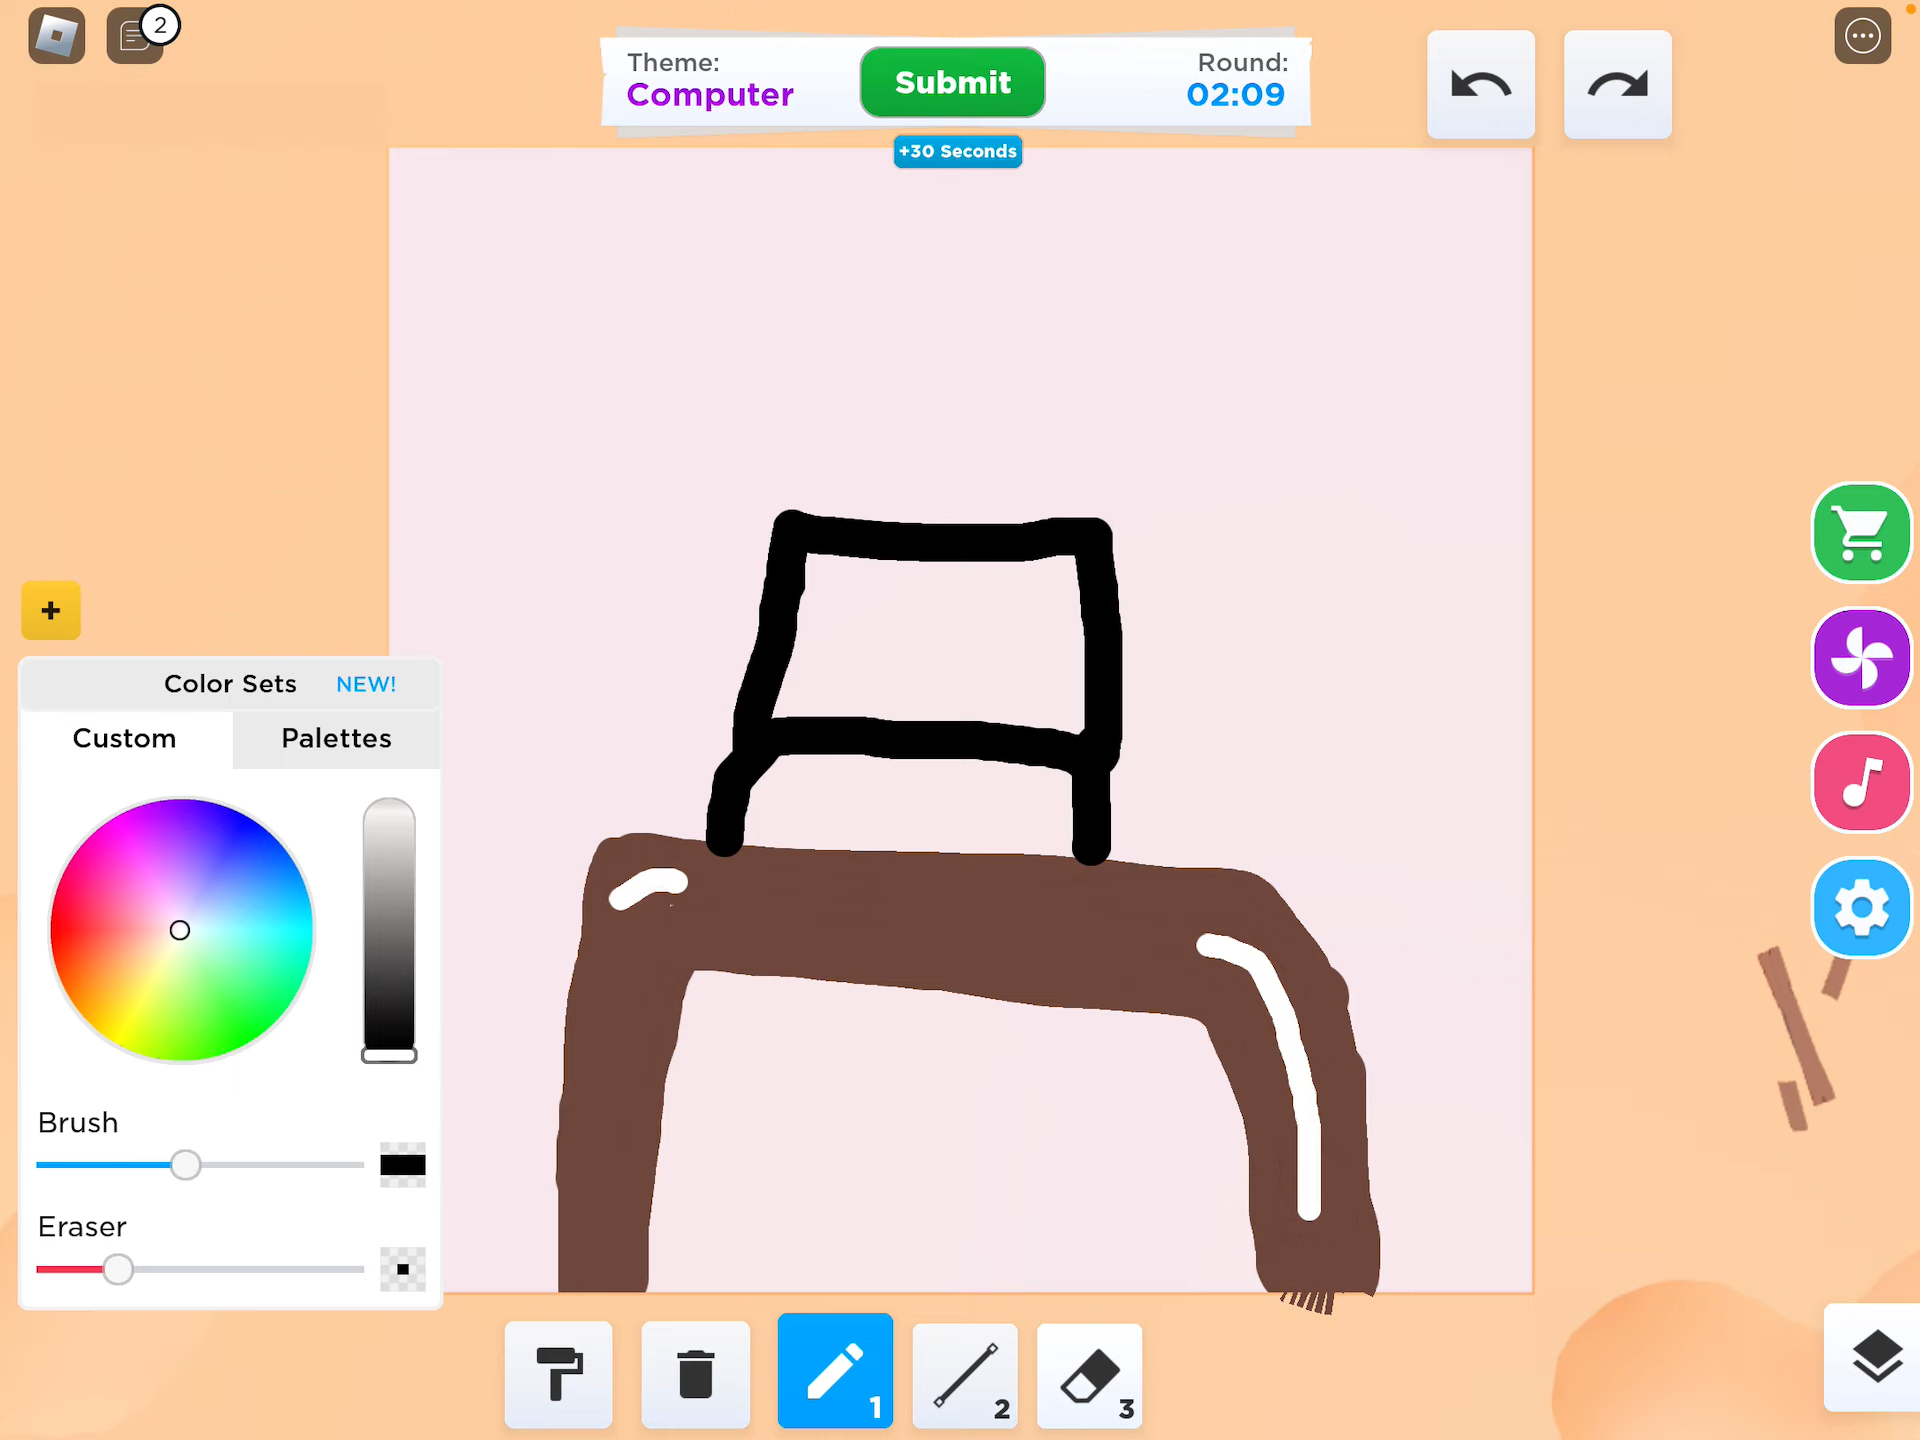 2
Theme:
Computer
Submit
Round:
02:09
+30 Seconds
+
Color Sets NEW!
Custom Palettes
Brush
Eraser
1
2
3